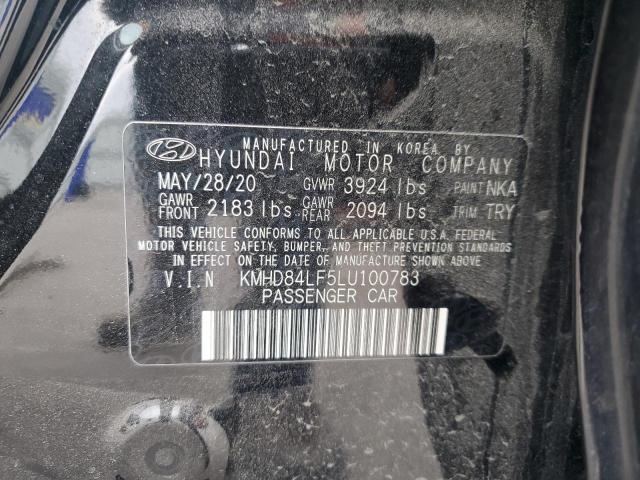 MANUFACTURED IN KOREA BY
HYUNDAI MOTOR COMPANY
MAY/28/20 GVWR 3924 lbs PAINT NKA
GAWR FRONT 2183 lbs GAWR REAR 2094 lbs TRIM TRY
THIS VEHICLE CONFORMS TO ALL APPLICABLE U.S.A. FEDERAL
MOTOR VEHICLE SAFETY, BUMPER, AND THEFT PREVENTION STANDARDS
IN EFFECT ON THE DATE OF MANUFACTURE SHOWN ABOVE
V.I.N KMHD84LF5LU100783
PASSENGER CAR